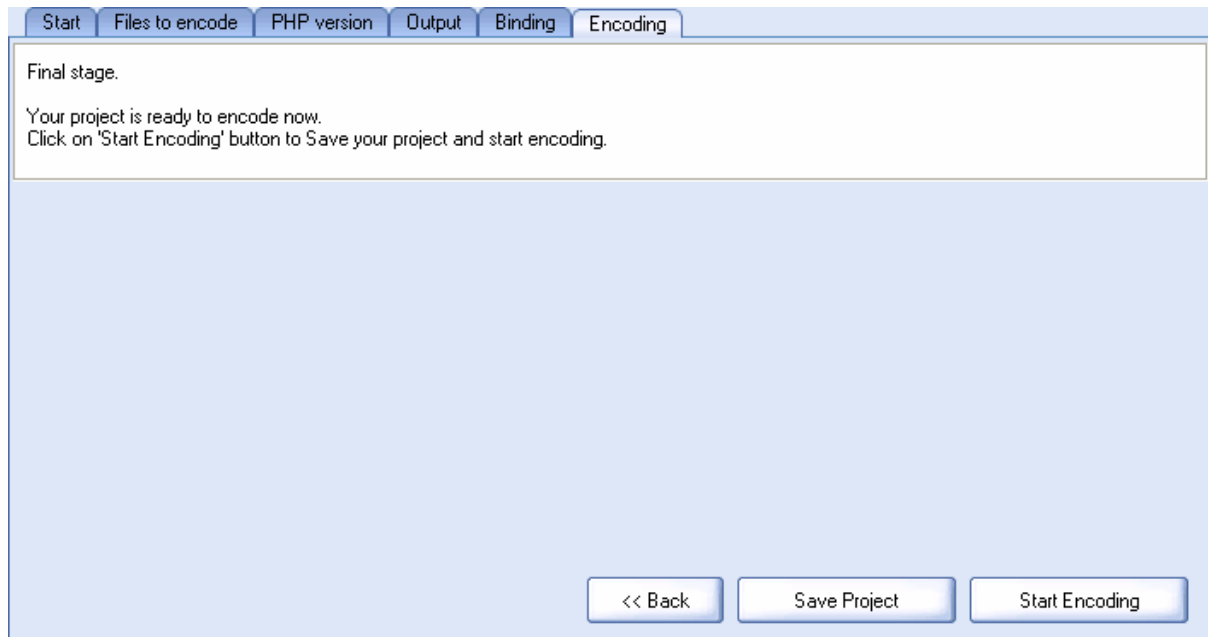 Start Files to encode PHP version Output Binding Encoding
Final stage.
Your project is ready to encode now.
Click on 'Start Encoding' button to Save your project and start encoding.
<< Back Save Project Start Encoding